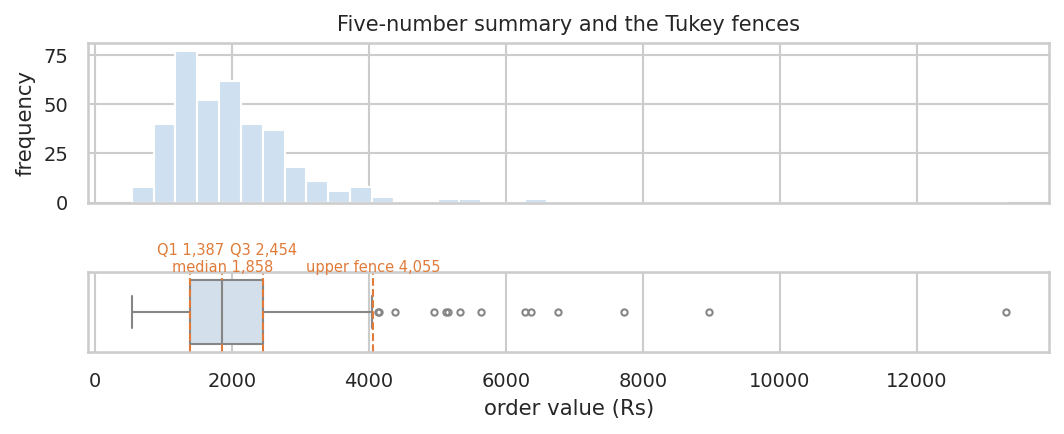 Five-number summary and the Tukey fences
frequency
75
50
25
0
Q1 1,387 Q3 2,454
median 1,858 upper fence 4,055
0 2000 4000 6000 8000 10000 12000
order value (Rs)